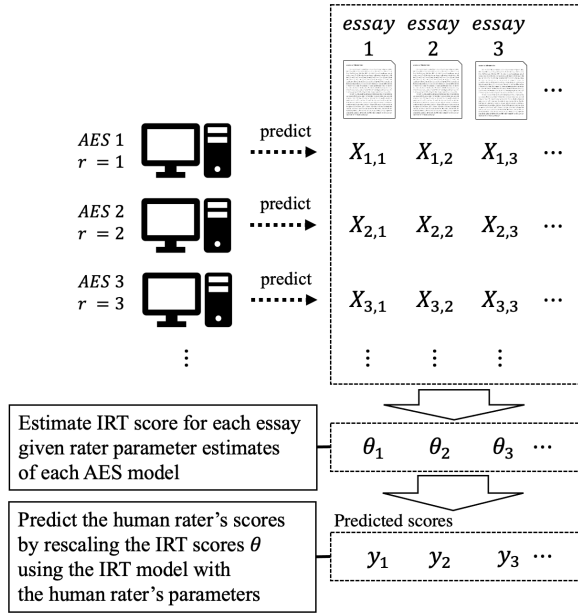 essay essay essay
1 2 3
...
AES 1
r = 1
predict
X1,1 X1,2 X1,3 ...
AES 2
r = 2
predict
X2,1 X2,2 X2,3 ...
AES 3
r = 3
predict
X3,1 X3,2 X3,3 ...
Estimate IRT score for each essay
given rater parameter estimates
of each AES model
θ1 θ2 θ3 ...
Predict the human rater's scores
by rescaling the IRT scores θ
using the IRT model with
the human rater's parameters
Predicted scores
y1 y2 y3 ...